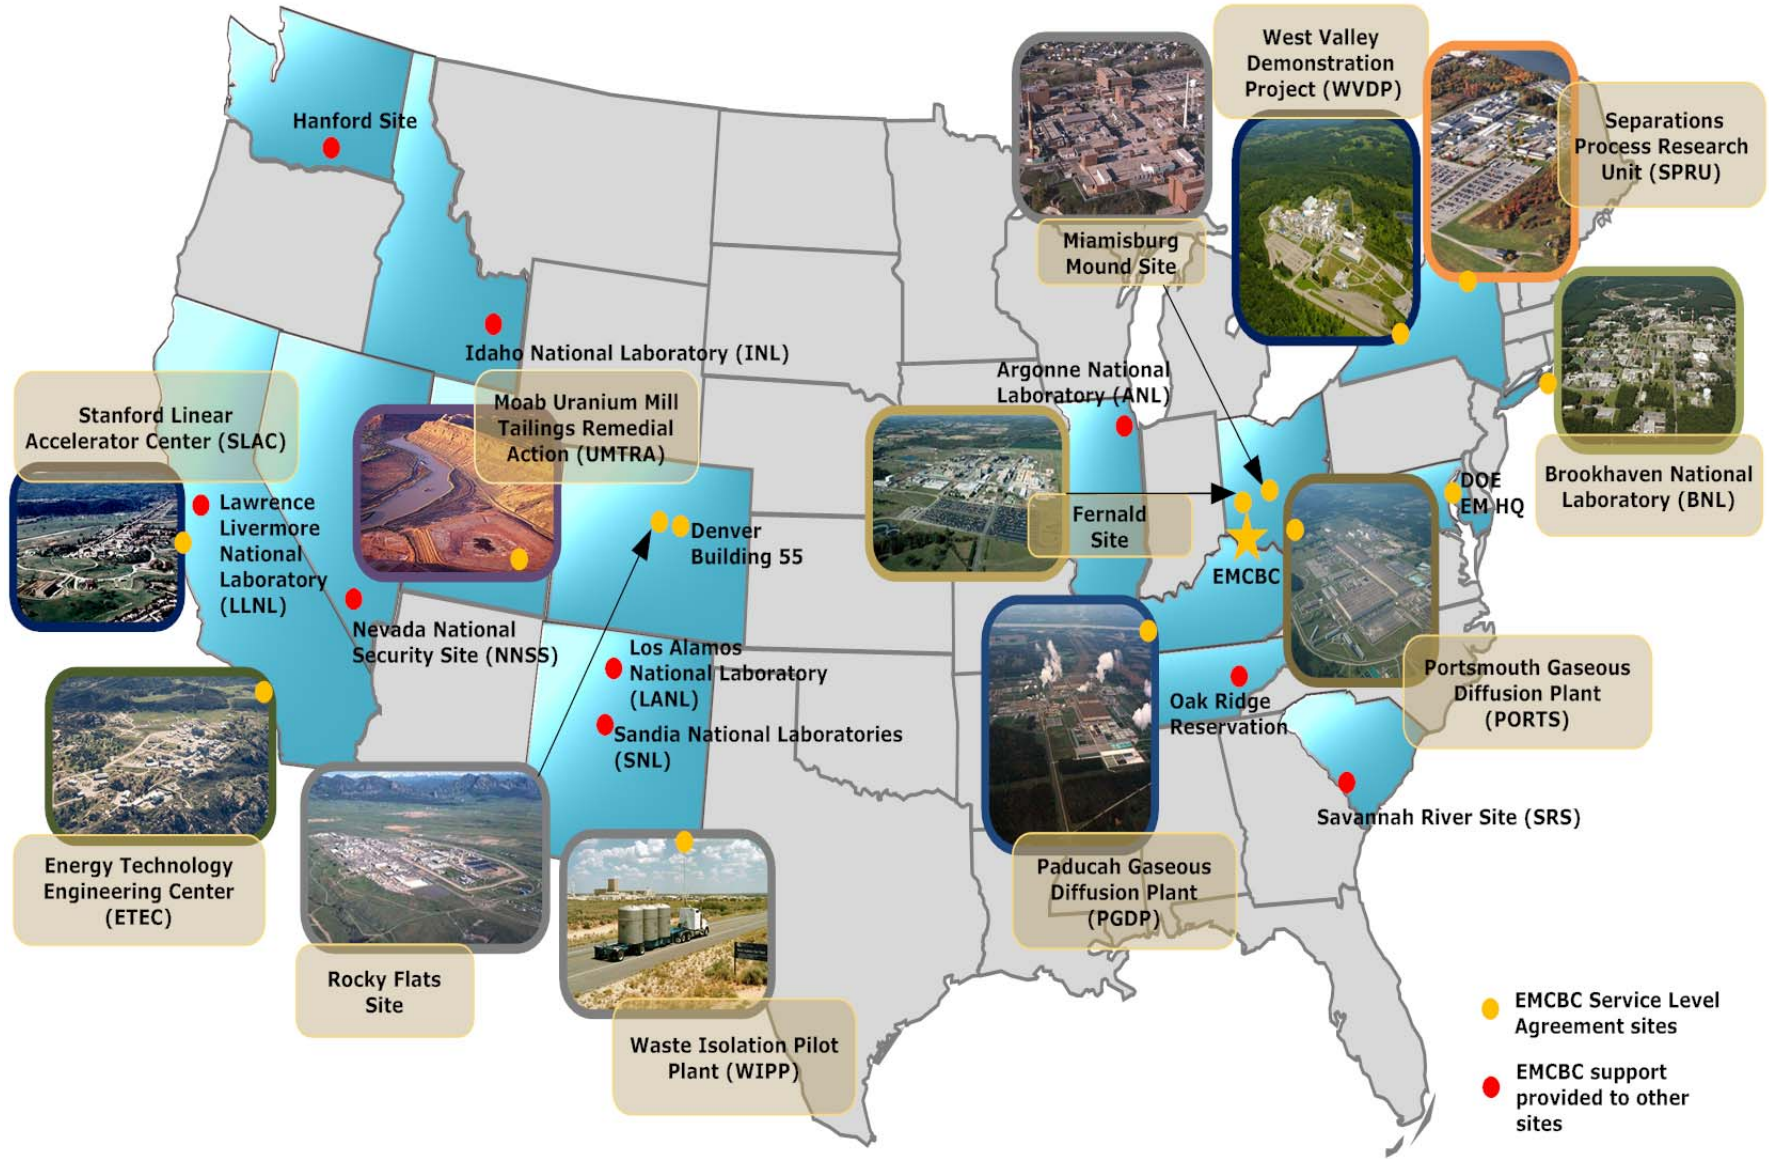 Hanford Site
Idaho National Laboratory (INL)
Stanford Linear
Accelerator Center (SLAC)
Moab Uranium Mill
Tailings Remedial
Action (UMTRA)
Lawrence
Livermore
National
Laboratory
(LLNL)
Denver
Building 55
Nevada National
Security Site (NNSS)
Los Alamos
National Laboratory
(LANL)
Sandia National Laboratories
(SNL)
Energy Technology
Engineering Center
(ETEC)
Rocky Flats
Site
Waste Isolation Pilot
Plant (WIPP)
Miamisburg
Mound Site
West Valley
Demonstration
Project (WVDP)
Separations
Process Research
Unit (SPRU)
Argonne National
Laboratory (ANL)
Fernald
Site
EMCBC
DOE
EM HQ
Brookhaven National
Laboratory (BNL)
Portsmouth Gaseous
Diffusion Plant
(PORTS)
Oak Ridge
Reservation
Savannah River Site (SRS)
Paducah Gaseous
Diffusion Plant
(PGDP)
EMCBC Service Level
Agreement sites
EMCBC support
provided to other
sites